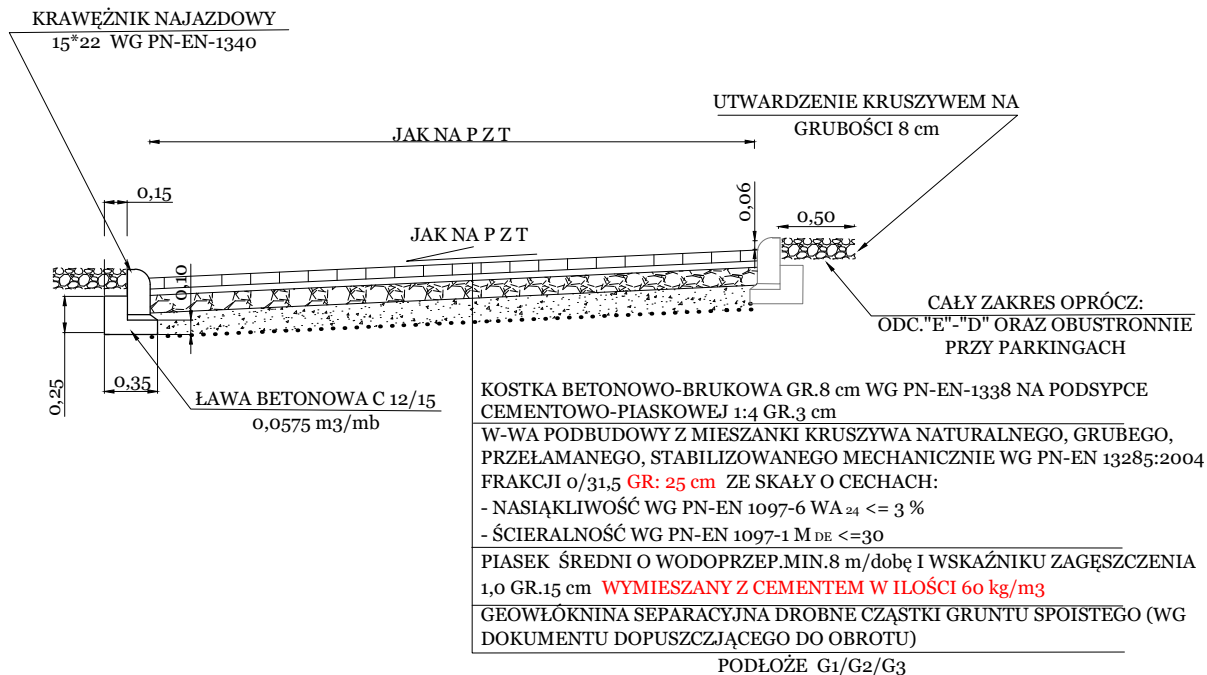 KRAWĘŻNIK NAJAZDOWY
15*22 WG PN-EN-1340
UTWARDZENIE KRUSZYWEM NA
GRUBOŚCI 8 cm
JAK NA P Z T
0,15
0,06
0,50
JAK NA P Z T
0,10
CAŁY ZAKRES OPRÓCZ:
ODC."E"-"D" ORAZ OBUSTRONNIE
PRZY PARKINGACH
0,25
0,35
ŁAWA BETONOWA C 12/15
0,0575 m3/mb
KOSTKA BETONOWO-BRUKOWA GR.8 cm WG PN-EN-1338 NA PODSYPCE
CEMENTOWO-PIASKOWEJ 1:4 GR.3 cm
W-WA PODBUDOWY Z MIESZANKI KRUSZYWA NATURALNEGO, GRUBEGO,
PRZEŁAMANEGO, STABILIZOWANEGO MECHANICZNIE WG PN-EN 13285:2004
FRAKCJI 0/31,5 GR: 25 cm ZE SKAŁY O CECHACH:
- NASIĄKLIWOŚĆ WG PN-EN 1097-6 WA 24 <= 3 %
- ŚCIERALNOŚĆ WG PN-EN 1097-1 M DE <=30
PIASEK ŚREDNI O WODOPRZEP.MIN.8 m/dobę I WSKAŹNIKU ZAGĘSZCZENIA
1,0 GR.15 cm WYMIESZANY Z CEMENTEM W ILOŚCI 60 kg/m3
GEOWŁÓKNINA SEPARACYJNA DROBNE CZĄSTKI GRUNTU SPOISTEGO (WG
DOKUMENTU DOPUSZCZJĄCEGO DO OBROTU)
PODŁOŻE G1/G2/G3